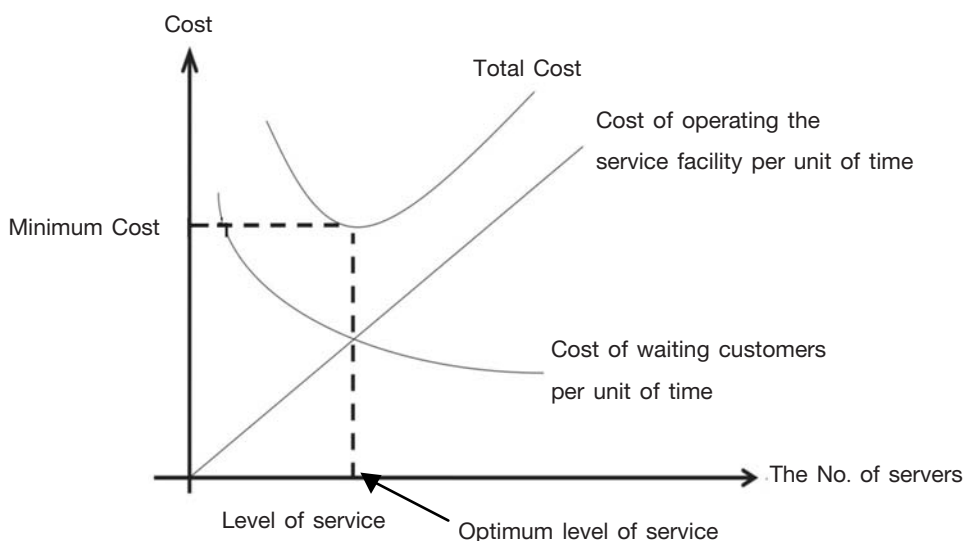 Cost
Total Cost
Cost of operating the
service facility per unit of time
Minimum Cost
Cost of waiting customers
per unit of time
The No. of servers
Level of service
Optimum level of service